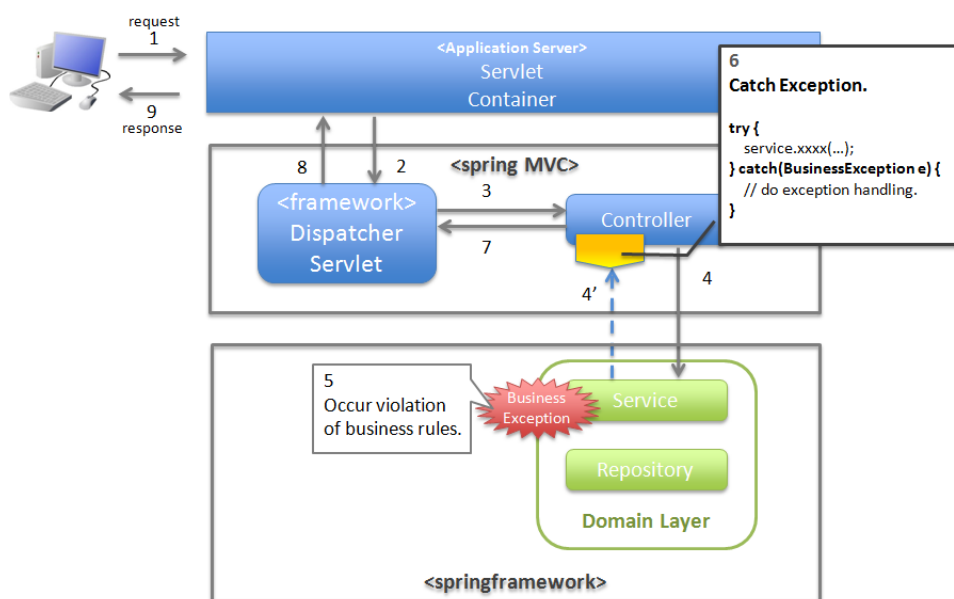 request
1
9
response
<Application Server>
Servlet
Container
6
Catch Exception.
try {
service.xxxx(...);
} catch(BusinessException e) {
// do exception handling.
}
8
2
<spring MVC>
3
<framework>
Dispatcher
Servlet
Controller
7
4'
4
5
Occur violation
of business rules.
Business
Exception
Service
Repository
Domain Layer
<springframework>